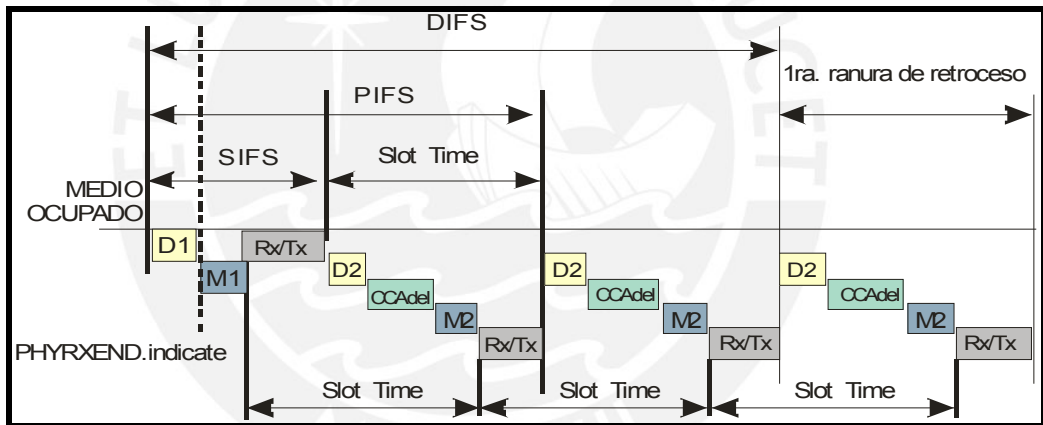 DIFS
1ra. ranura de retroceso
PIFS
SIFS
Slot Time
MEDIO
OCUPADO
D1
Rx/Tx
D2
D2
D2
M1
CCAdel
CCAdel
CCAdel
M2
M2
M2
Rx/Tx
Rx/Tx
Rx/Tx
PHYRXEND.indicate
Slot Time
Slot Time
Slot Time